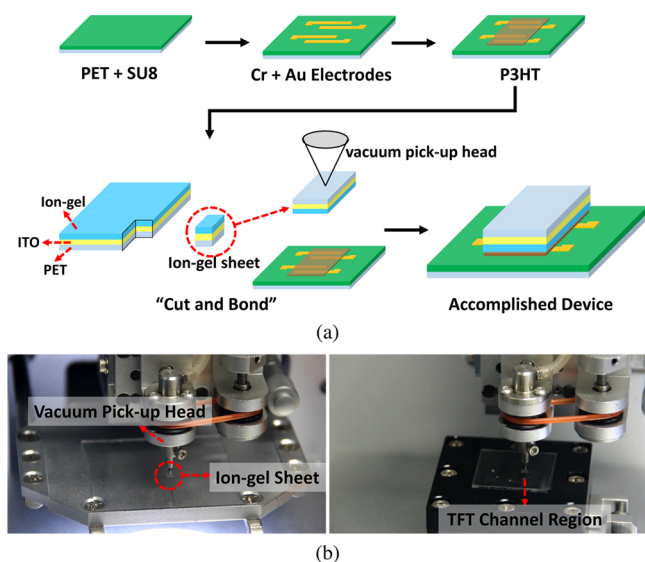 PET + SU8
Cr + Au Electrodes
P3HT
vacuum pick-up head
Ion-gel
ITO
PET
Ion-gel sheet
“Cut and Bond”
Accomplished Device
(a)
Vacuum Pick-up Head
Ion-gel Sheet
TFT Channel Region
(b)